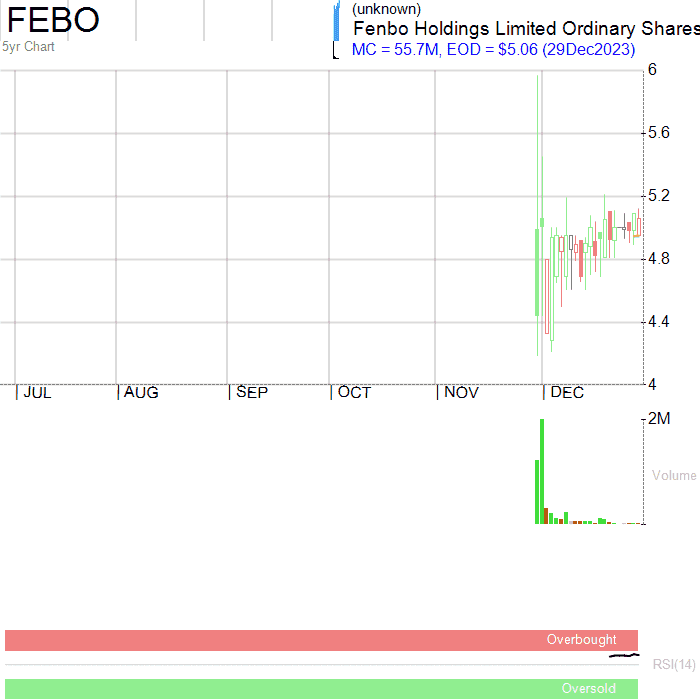 FEBO
5yr Chart
(unknown)
Fenbo Holdings Limited Ordinary Shares
MC = 55.7M, EOD = $5.06 (29Dec2023)
6
5.6
5.2
4.8
4.4
4
JUL AUG SEP OCT NOV DEC
2M
Volume
Overbought
RSI(14)
Oversold